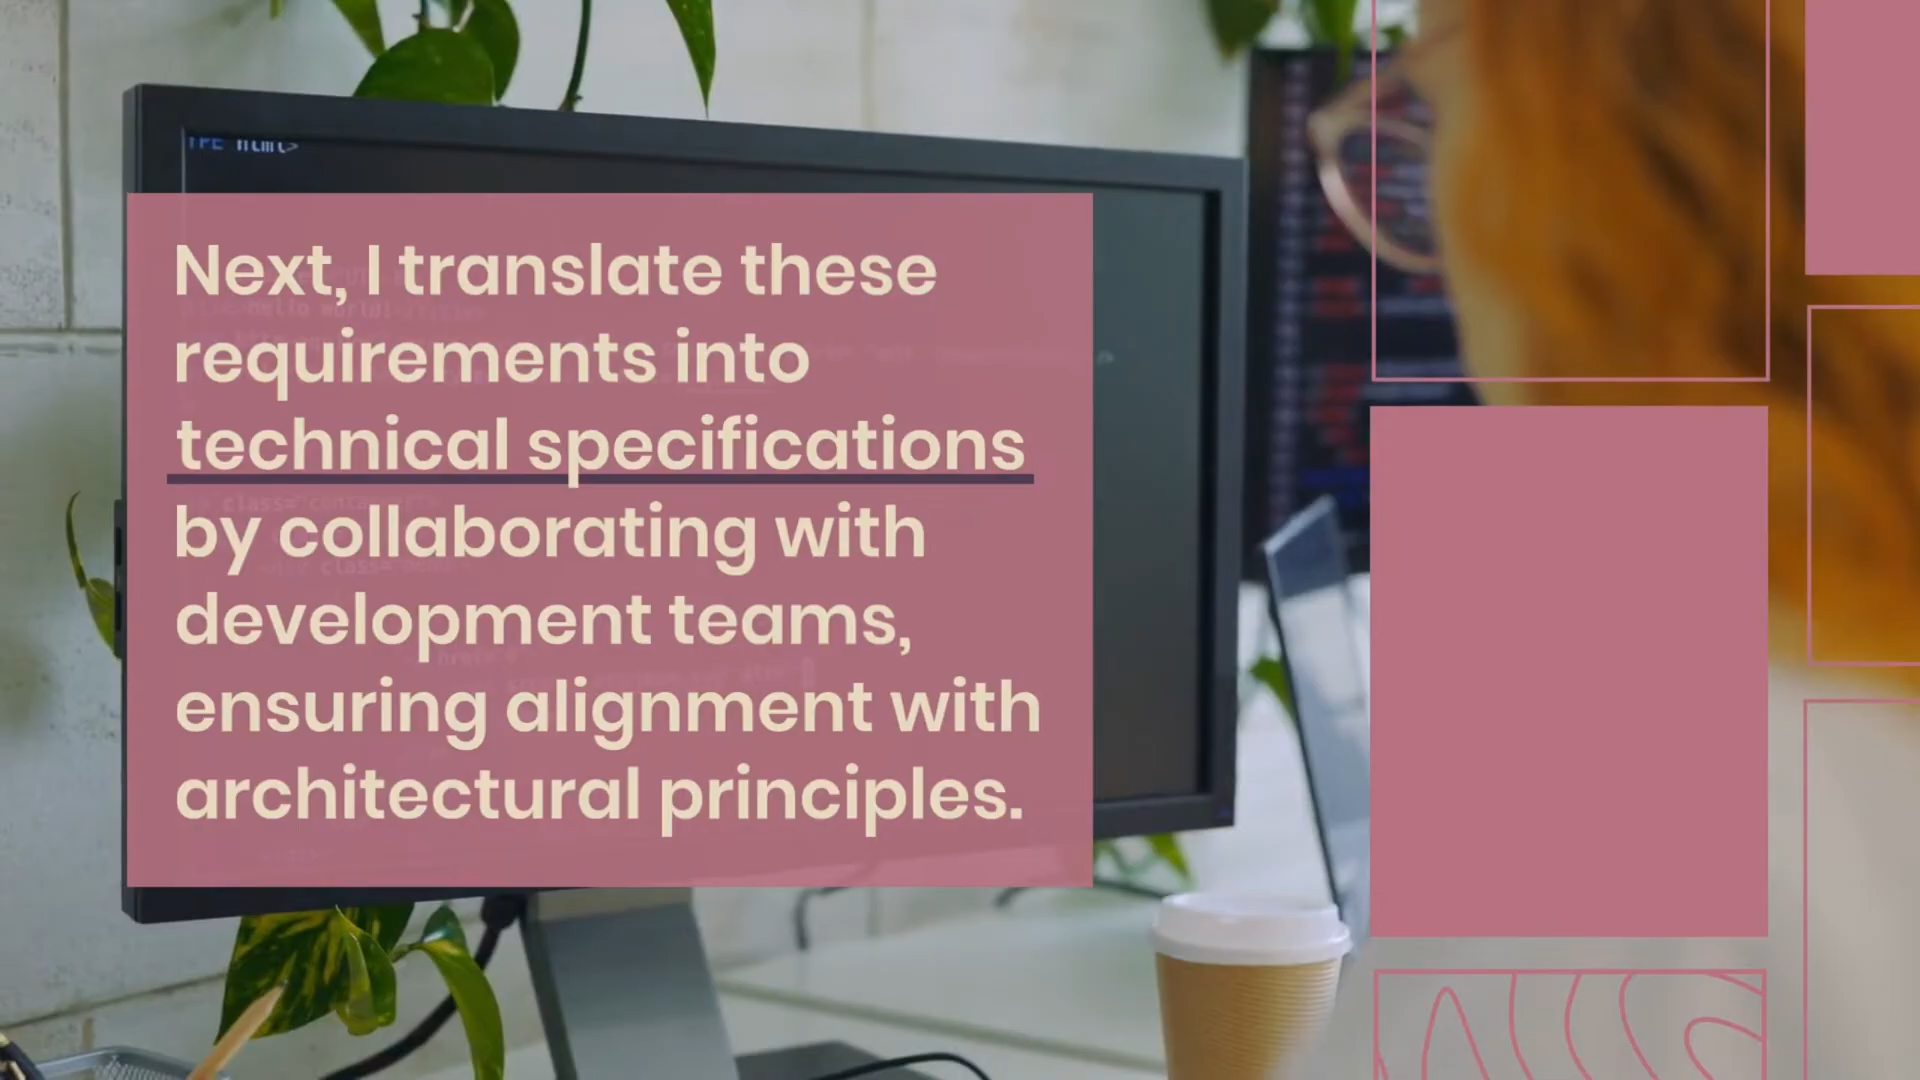 Next, I translate these
requirements into
technical specifications
by collaborating with
development teams,
ensuring alignment with
architectural principles.